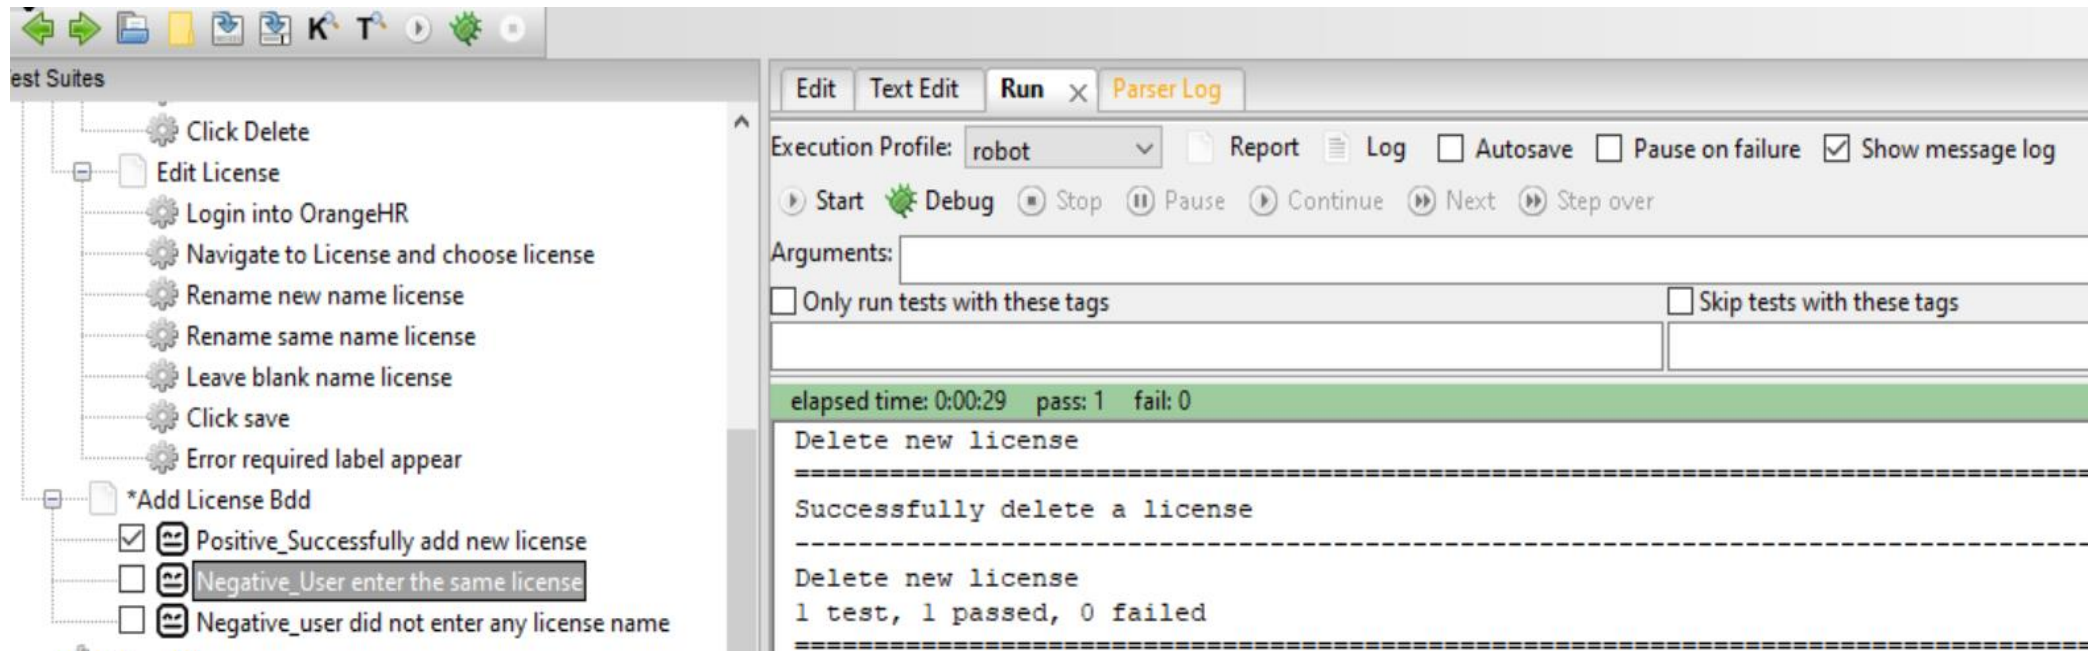 K T
est Suites
Click Delete
Edit License
Login into OrangeHR
Navigate to License and choose license
Rename new name license
Rename same name license
Leave blank name license
Click save
Error required label appear
*Add License Bdd
Positive_Successfully add new license
Negative_User enter the same license
Negative_user did not enter any license name
Edit Text Edit Run Parser Log
Execution Profile: robot Report Log Autosave Pause on failure Show message log
Start Debug Stop Pause Continue Next Step over
Arguments:
Only run tests with these tags Skip tests with these tags
elapsed time: 0:00:29 pass: 1 fail: 0
Delete new license
==============================================================================
Successfully delete a license
------------------------------------------------------------------------------
Delete new license
1 test, 1 passed, 0 failed
==============================================================================